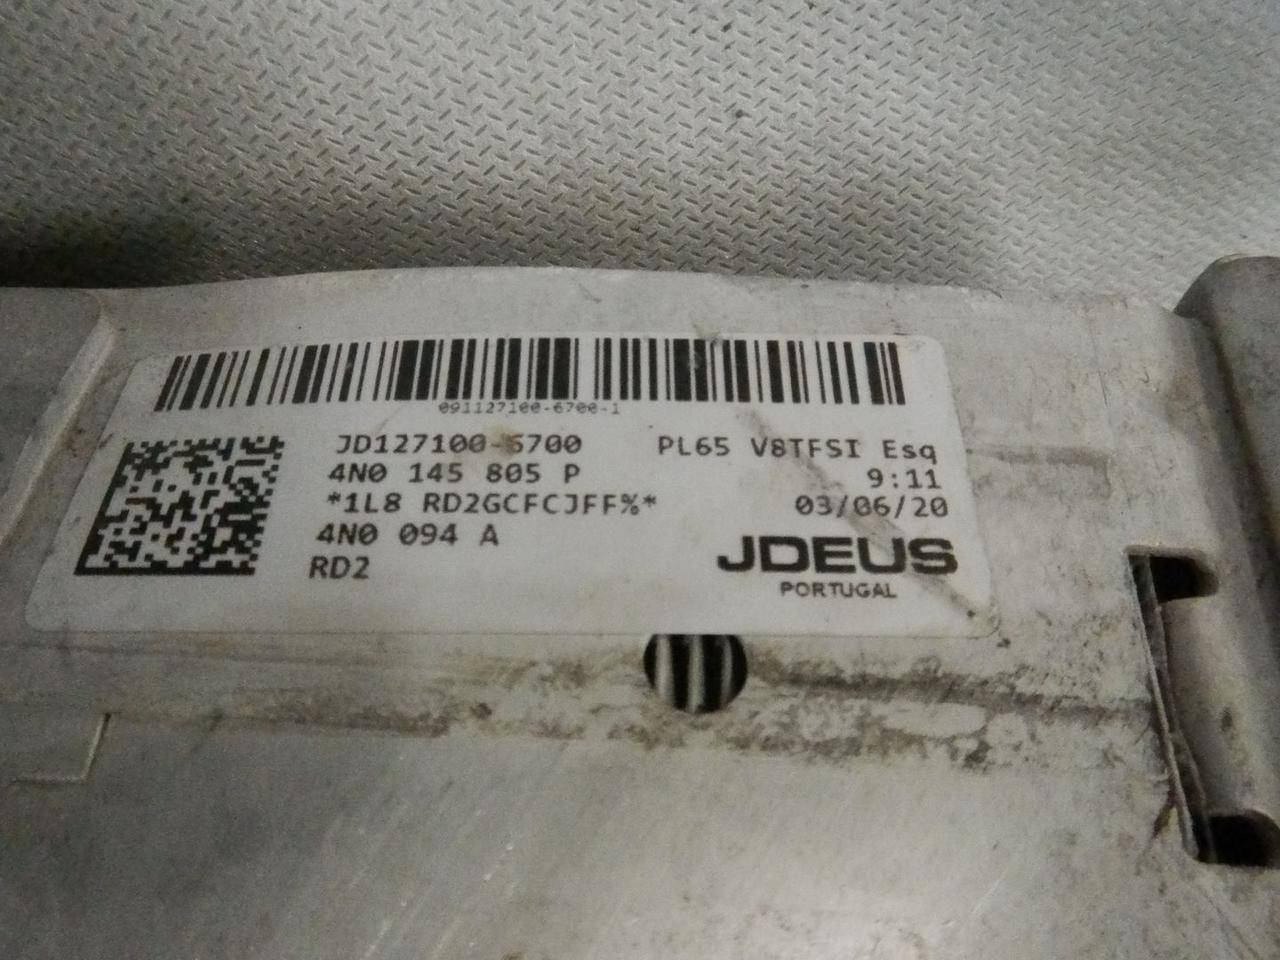 091127100-6700-1
JD127100-6700 PL65 V8TFSI Esq
4N0 145 805 P 9:11
*1L8 RD2GCFCJFF%* 03/06/20
4N0 094 A
RD2
JDEUS
PORTUGAL